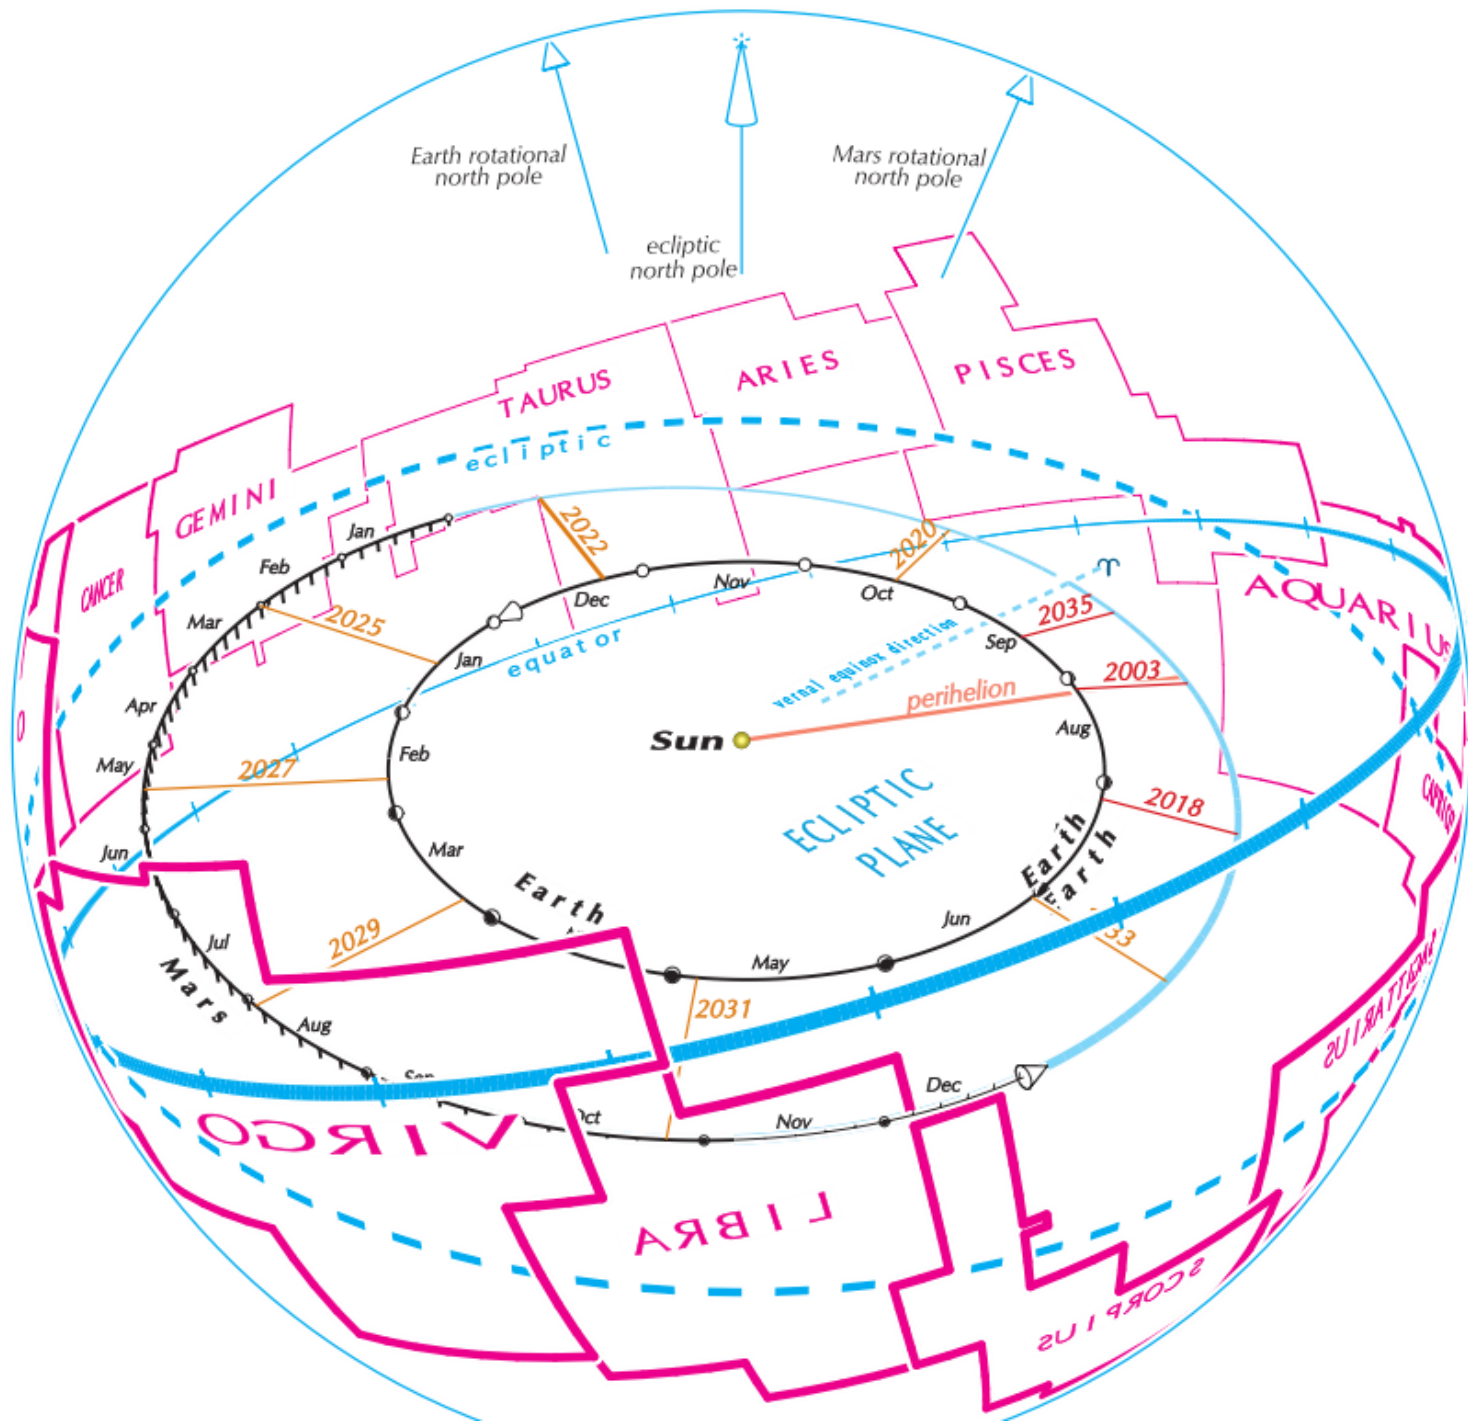 Earth rotational
north pole
Mars rotational
north pole
ecliptic
north pole
PISCES
ARIES
TAURUS
ecliptic
GEMINI
CANCER
AQUARIUS
Jan
Feb
Mar
Apr
May
Jun
Jul
Aug
Oct
Nov
Dec
Mars
2022
2020
2025
2035
2003
2018
2027
2029
2031
♈
vernal equinox direction
equator
perihelion
Sun
ECLIPTIC
PLANE
Nov
Oct
Dec
Sep
Jan
Aug
Feb
Mar
Jun
May
Earth
Earth
Earth
VIRGO
LIBRA
SCORPIUS